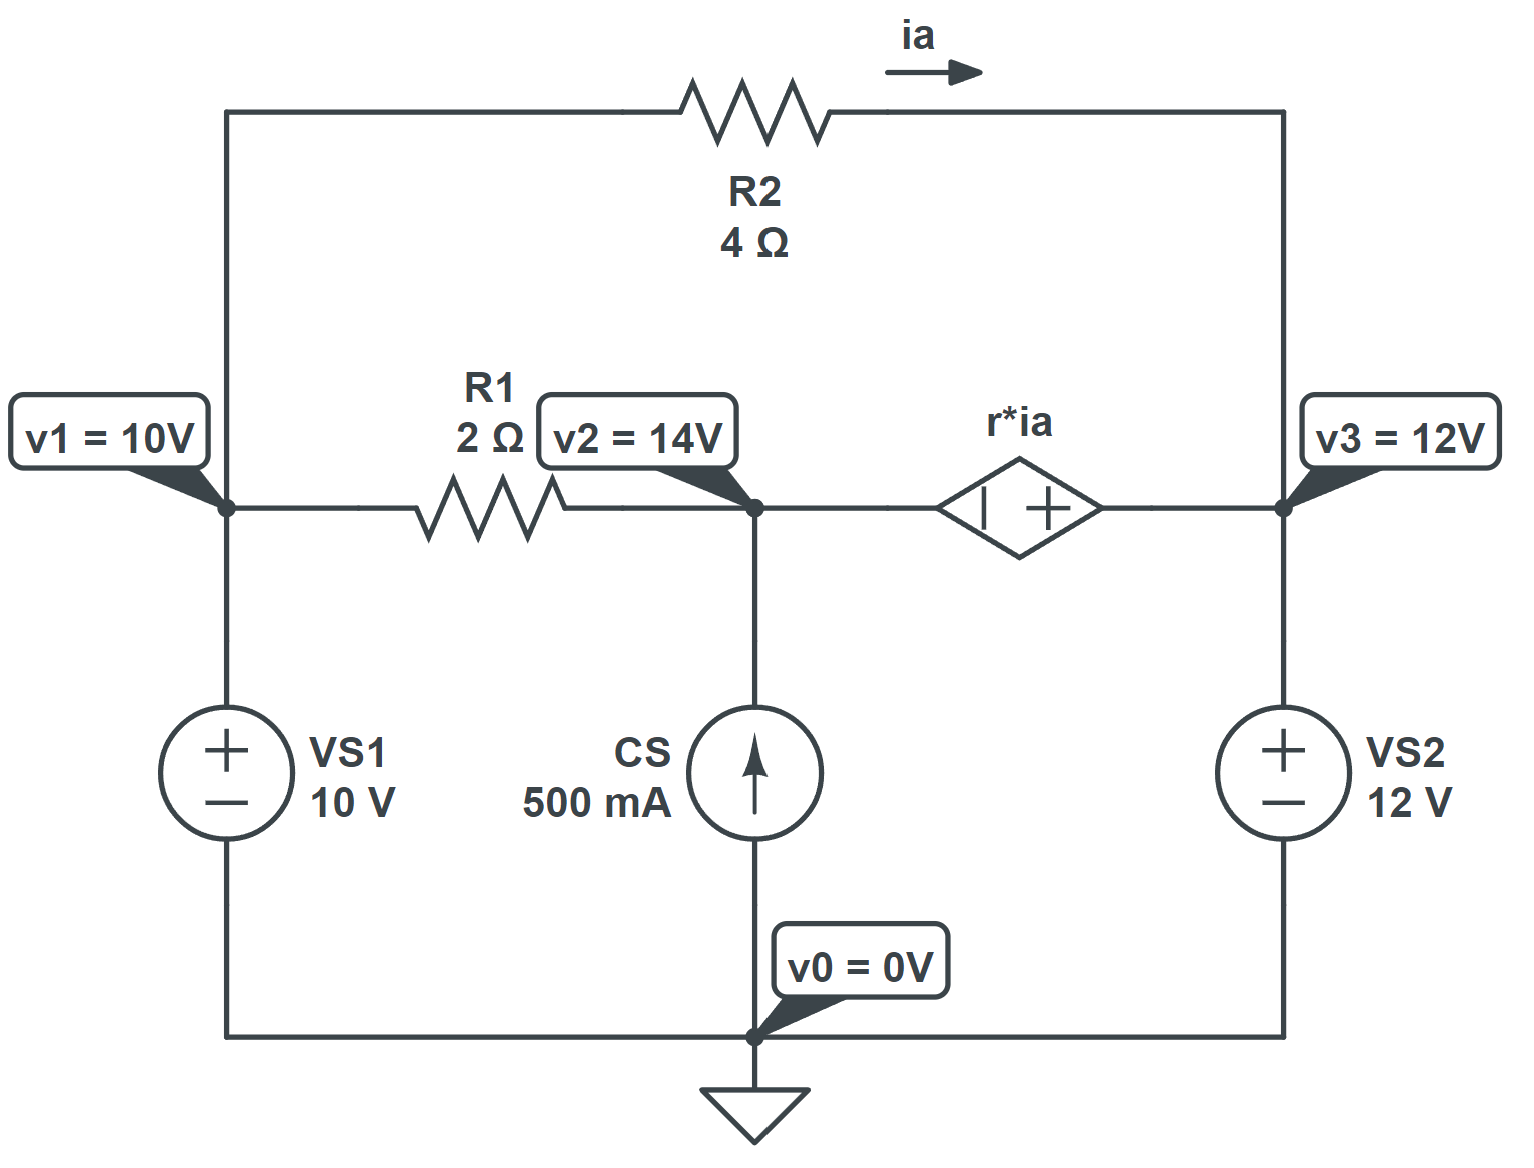 ia
R2
4 Ω
R1
2 Ω
r*ia
v1 = 10V
v2 = 14V
v3 = 12V
VS1
10 V
CS
500 mA
VS2
12 V
v0 = 0V